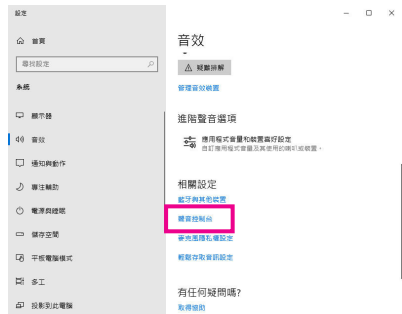 設定
首頁
尋找設定
系統
顯示器
音效
通知與動作
專注輔助
電源與睡眠
儲存空間
平板電腦模式
多工
投影到此電腦
音效
疑難排解
管理音效裝置
進階聲音選項
應用程式音量和裝置喜好設定
自訂應用程式音量及其使用的喇叭或裝置。
相關設定
藍牙與其他裝置
聲音控制台
麥克風隱私權設定
輕鬆存取音訊設定
有任何疑問嗎?
取得協助